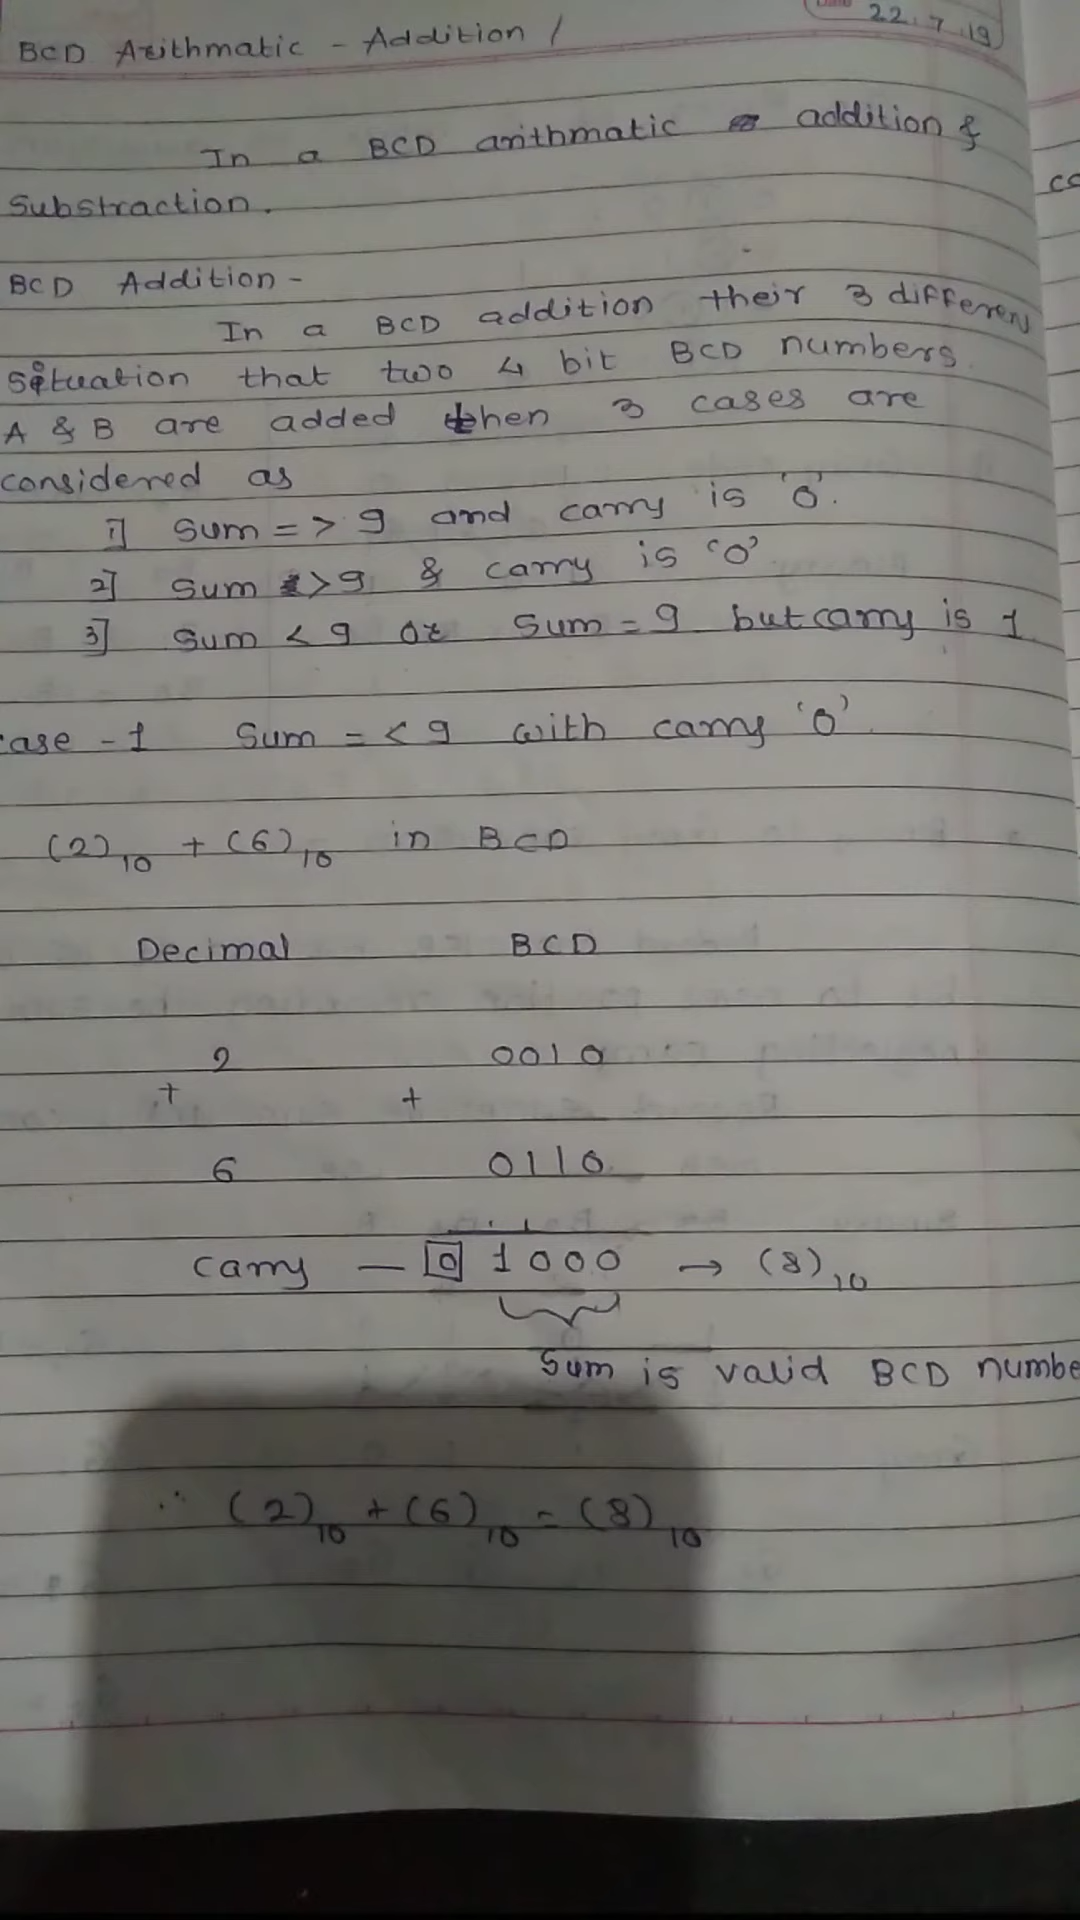 22.7.19
BCD Arithmatic - Addition /
In a BCD arithmatic addition &
Substraction.
BCD Addition -
In a BCD addition their 3 differen
Situation that two 4 bit BCD numbers.
A & B are added then 3 cases are
considered as
1] Sum = > 9 and carry is '0'.
2] Sum > 9 & carry is '0'
3] Sum < 9 or Sum = 9 but carry is 1
case - 1 Sum = < 9 with carry '0'.
(2)10 + (6)10 in BCD
Decimal BCD
2 0010
+ +
6 0110
carry — 0 1000 → (8)10
Sum is valid BCD numbe
∴ (2)10 + (6)10 = (8)10